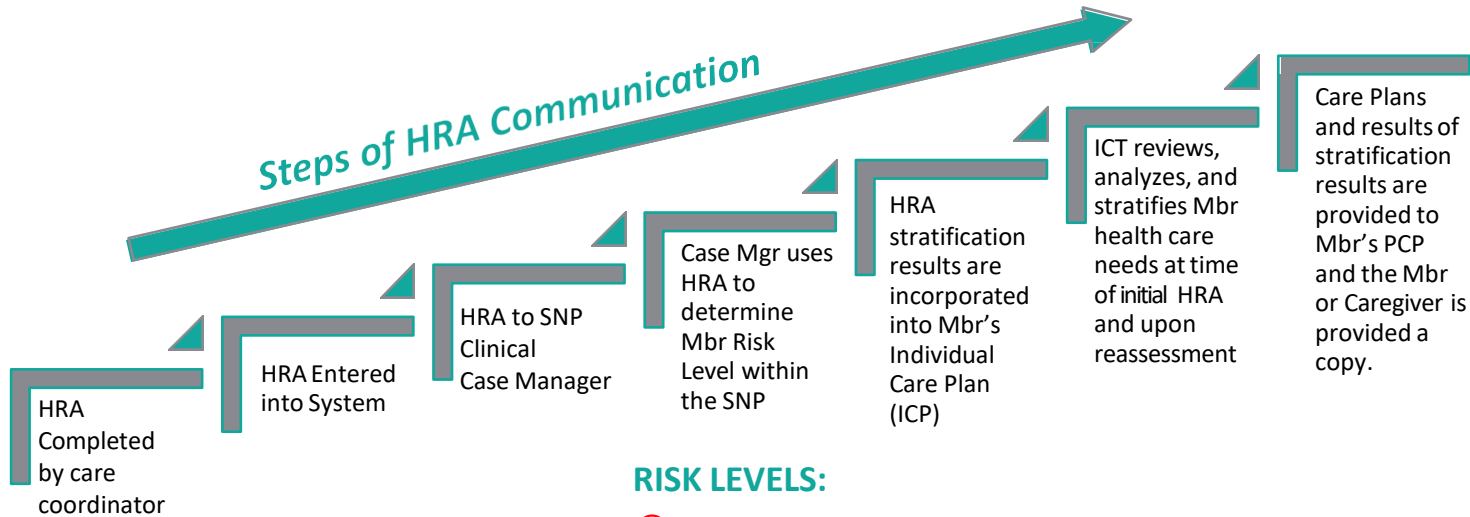 Steps of HRA Communication
HRA
Completed
by care
coordinator
HRA Entered
into System
HRA to SNP
Clinical
Case Manager
Case Mgr uses
HRA to
determine
Mbr Risk
Level within
the SNP
HRA
stratification
results are
incorporated
into Mbr’s
Individual
Care Plan
(ICP)
ICT reviews,
analyzes, and
stratifies Mbr
health care
needs at time
of initial HRA
and upon
reassessment
Care Plans
and results of
stratification
results are
provided to
Mbr’s PCP
and the Mbr
or Caregiver is
provided a
copy.
RISK LEVELS: